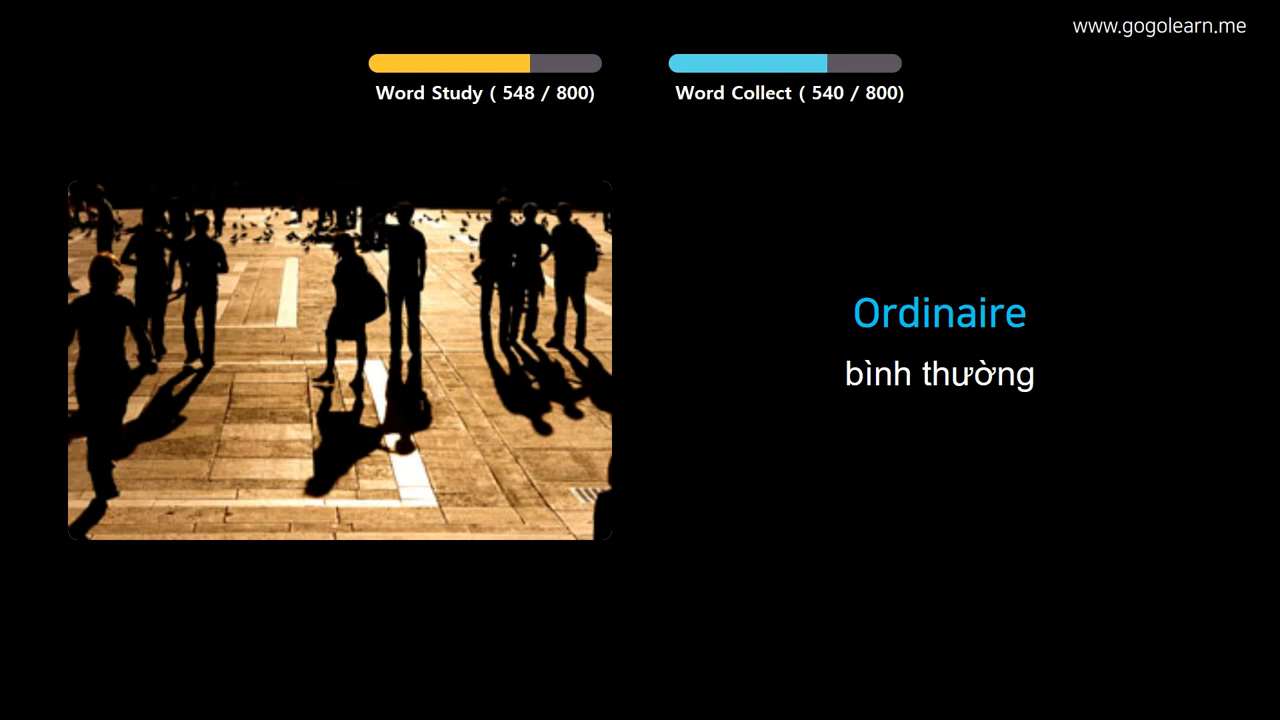 www.gogolearn.me
Word Study ( 548 / 800)
Word Collect ( 540 / 800)
Ordinaire
bình thường